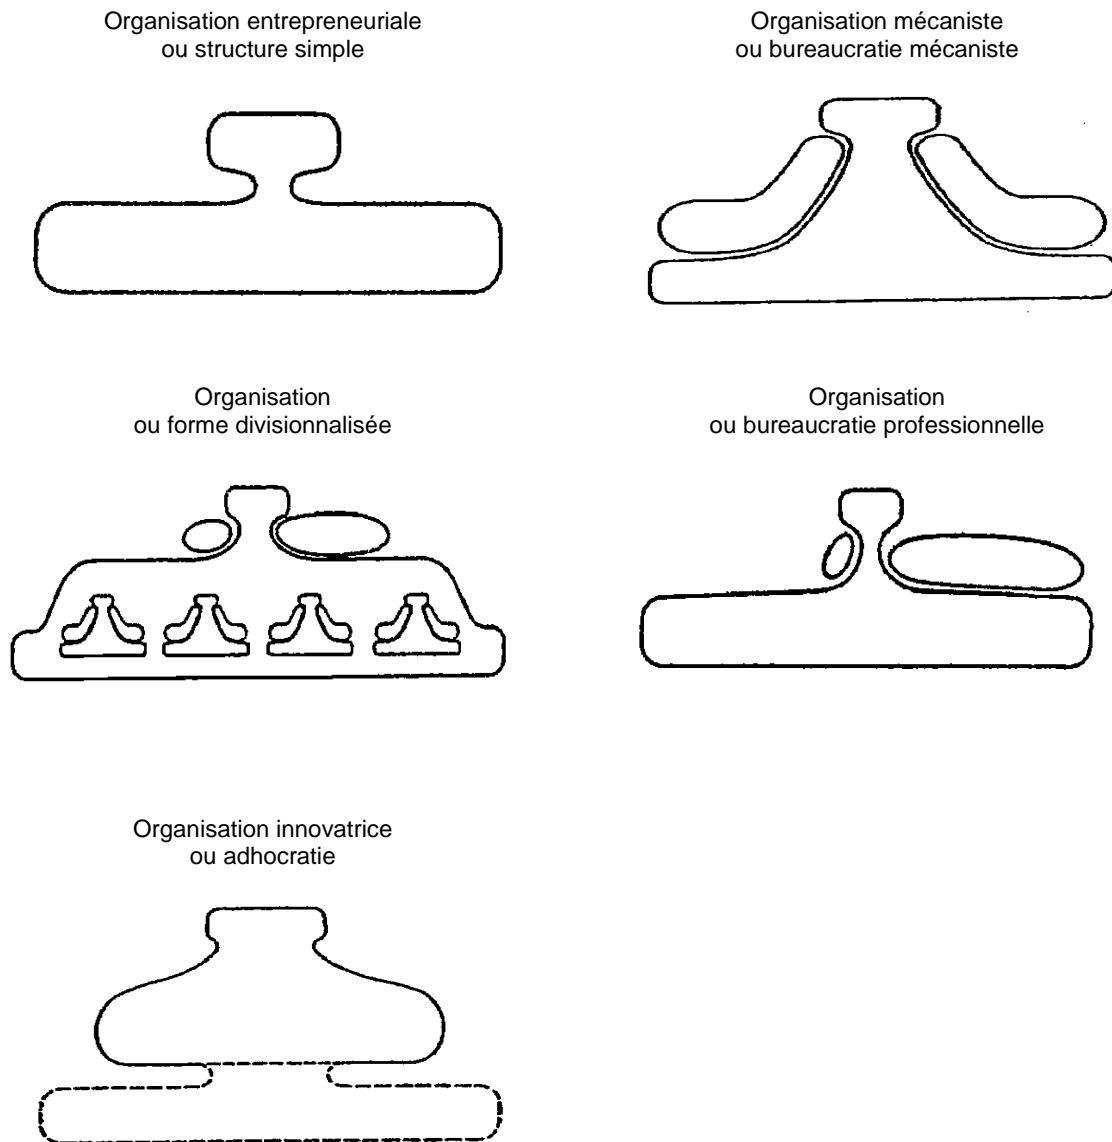 Organisation entrepreneuriale
ou structure simple
Organisation mécaniste
ou bureaucratie mécaniste
Organisation
ou forme divisionnalisée
Organisation
ou bureaucratie professionnelle
Organisation innovatrice
ou adhocratie